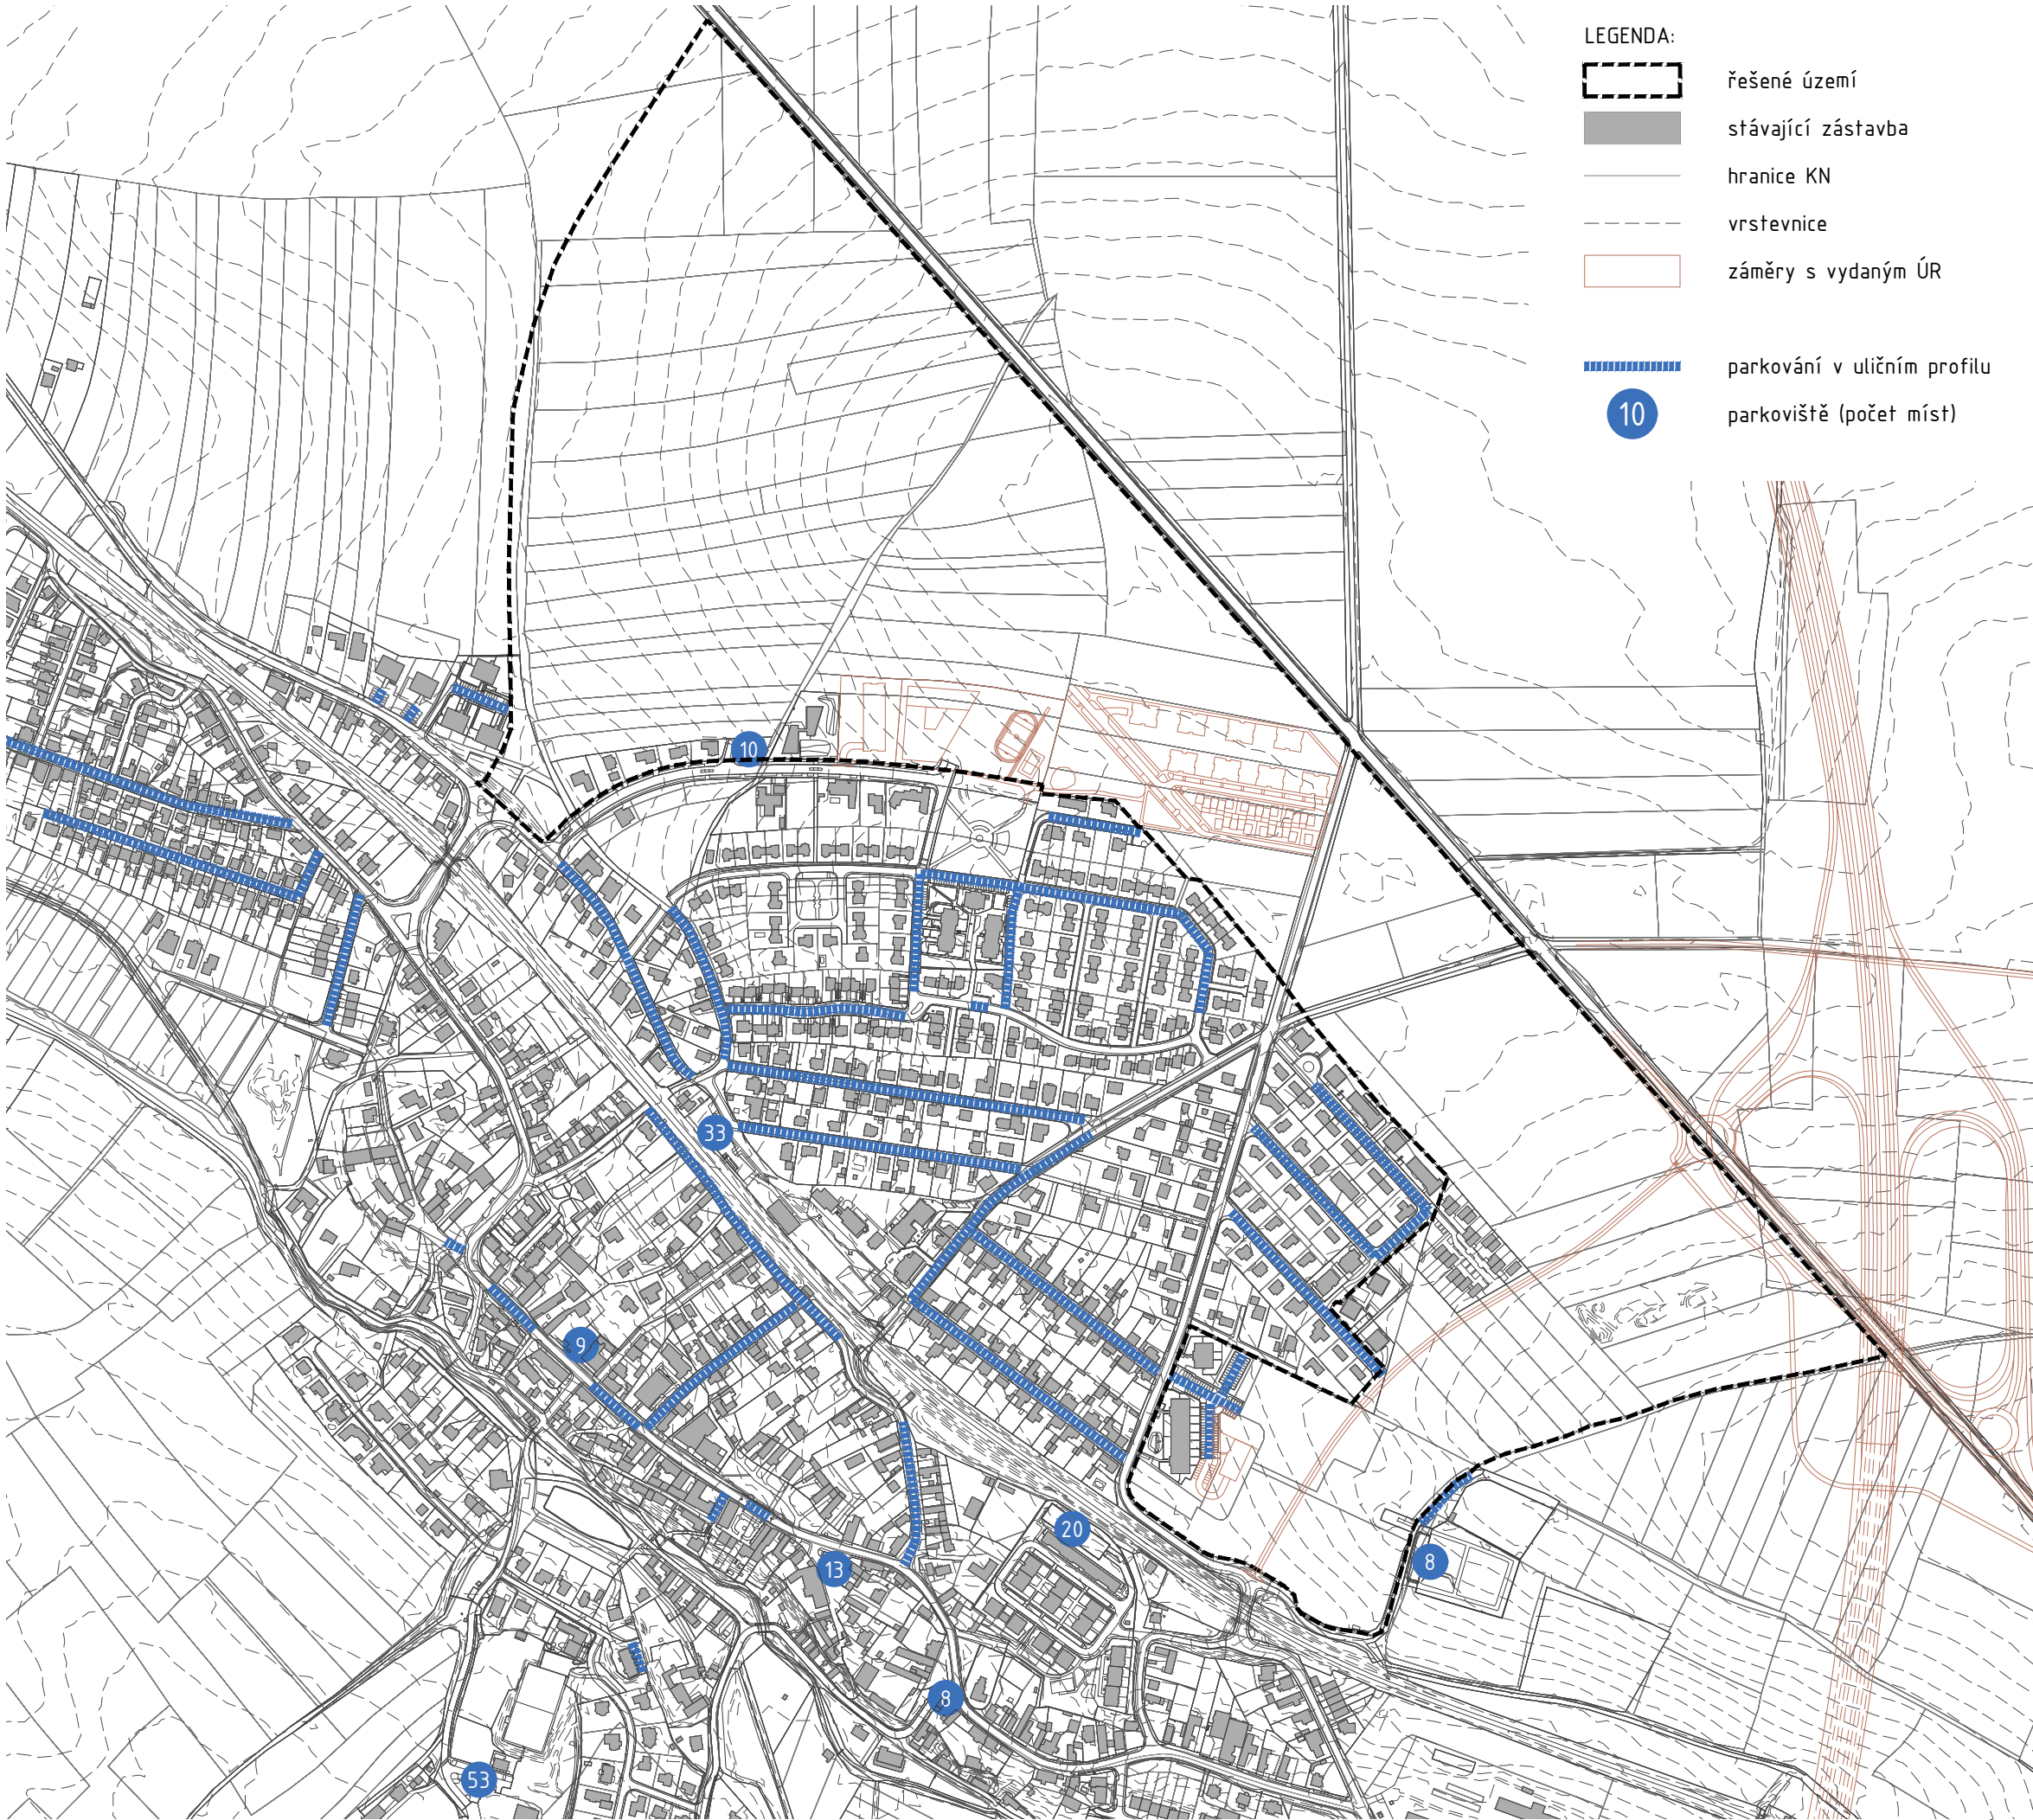 LEGENDA:
řešené území
stávající zástavba
hranice KN
vrstevnice
záměry s vydaným ÚR
parkování v uličním profilu
10
parkoviště (počet míst)
10
33
9
20
13
8
8
53